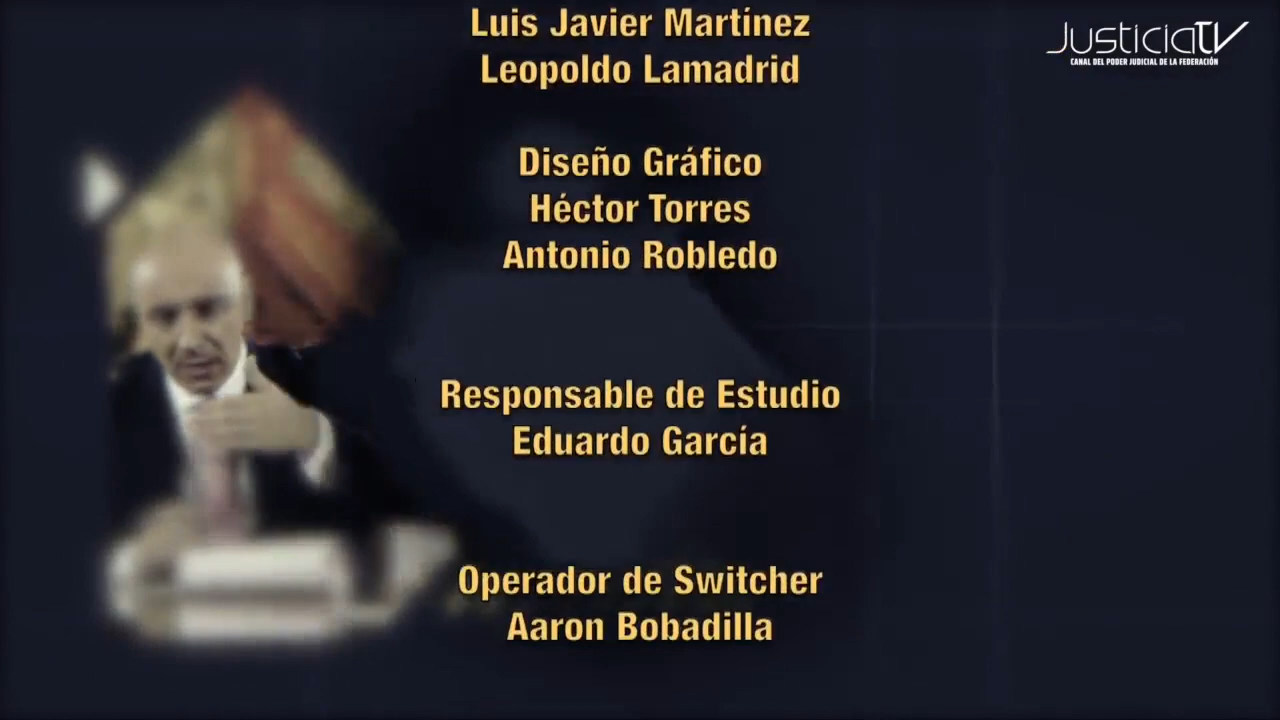 Luis Javier Martínez
Leopoldo Lamadrid
JusticiaTV
CANAL DEL PODER JUDICIAL DE LA FEDERACIÓN
Diseño Gráfico
Héctor Torres
Antonio Robledo
Responsable de Estudio
Eduardo García
Operador de Switcher
Aaron Bobadilla